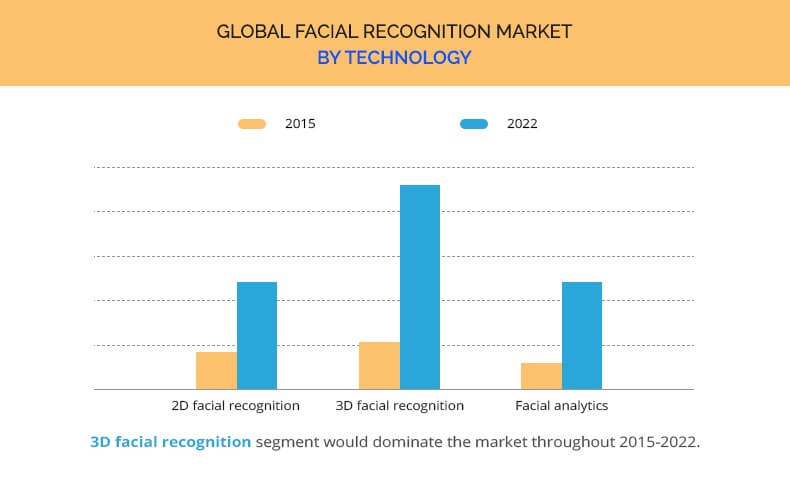 GLOBAL FACIAL RECOGNITION MARKET
BY TECHNOLOGY
2015 2022
2D facial recognition 3D facial recognition Facial analytics
3D facial recognition segment would dominate the market throughout 2015-2022.